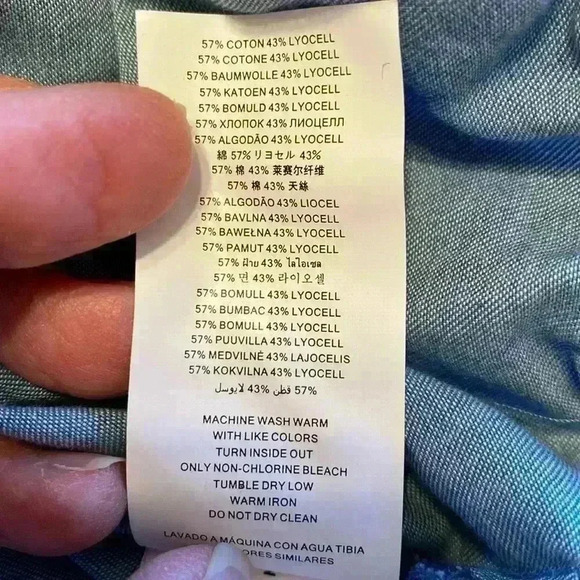 57% COTON 43% LYOCELL
57% COTONE 43% LYOCELL
57% BAUMWOLLE 43% LYOCELL
57% KATOEN 43% LYOCELL
57% BOMULD 43% LYOCELL
57% ХЛОПОК 43% ЛИОЦЕЛЛ
57% ALGODÃO 43% LYOCELL
綿 57% リヨセル 43%
57% 棉 43% 莱赛尔纤维
57% 棉 43% 天絲
57% ALGODÃO 43% LIOCEL
57% BAVLNA 43% LYOCELL
57% BAWEŁNA 43% LYOCELL
57% PAMUT 43% LYOCELL
57% ฝ้าย 43% ไลโอเซล
57% 면 43% 라이오셀
57% BOMULL 43% LYOCELL
57% BUMBAC 43% LYOCELL
57% BOMULL 43% LYOCELL
57% PUUVILLA 43% LYOCELL
57% MEDVILNĖ 43% LAJOCELIS
57% KOKVILNA 43% LYOCELL
57% قطن 43% لايوسل
MACHINE WASH WARM
WITH LIKE COLORS
TURN INSIDE OUT
ONLY NON-CHLORINE BLEACH
TUMBLE DRY LOW
WARM IRON
DO NOT DRY CLEAN
LAVADO A MÁQUINA CON AGUA TIBIA
ORES SIMILARES